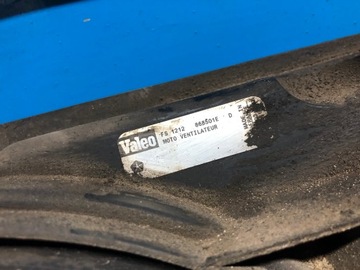 Valeo FS 1212 868501E D
MOTO VENTILATEUR